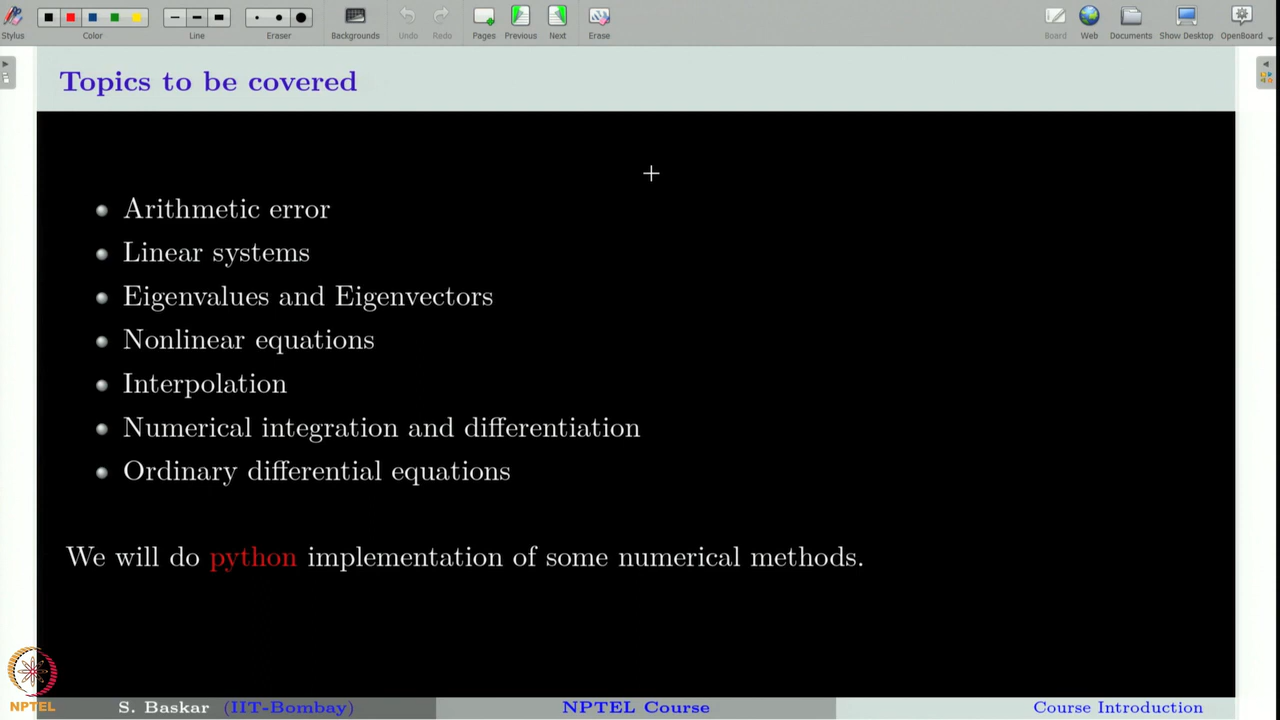 Stylus Color Line Eraser Backgrounds Undo Redo Pages Previous Next Erase Board Web Documents Show Desktop OpenBoard
Topics to be covered
Arithmetic error
Linear systems
Eigenvalues and Eigenvectors
Nonlinear equations
Interpolation
Numerical integration and differentiation
Ordinary differential equations
We will do python implementation of some numerical methods.
NPTEL
S. Baskar (IIT-Bombay) NPTEL Course Course Introduction